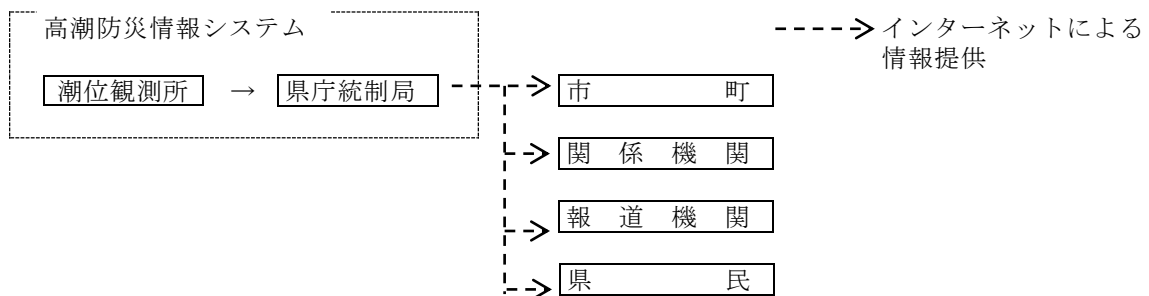 高潮防災情報システム
インターネットによる
情報提供
潮位観測所 → 県庁統制局
市町
関係機関
報道機関
県民